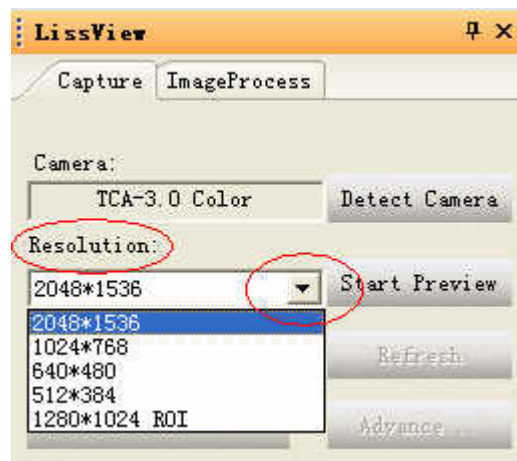 LissView
Capture ImageProcess
Camera:
TCA-3.0 Color Detect Camera
Resolution:
2048*1536 Start Preview
2048*1536
1024*768
640*480 Refresh
512*384
1280*1024 ROI Advance ...